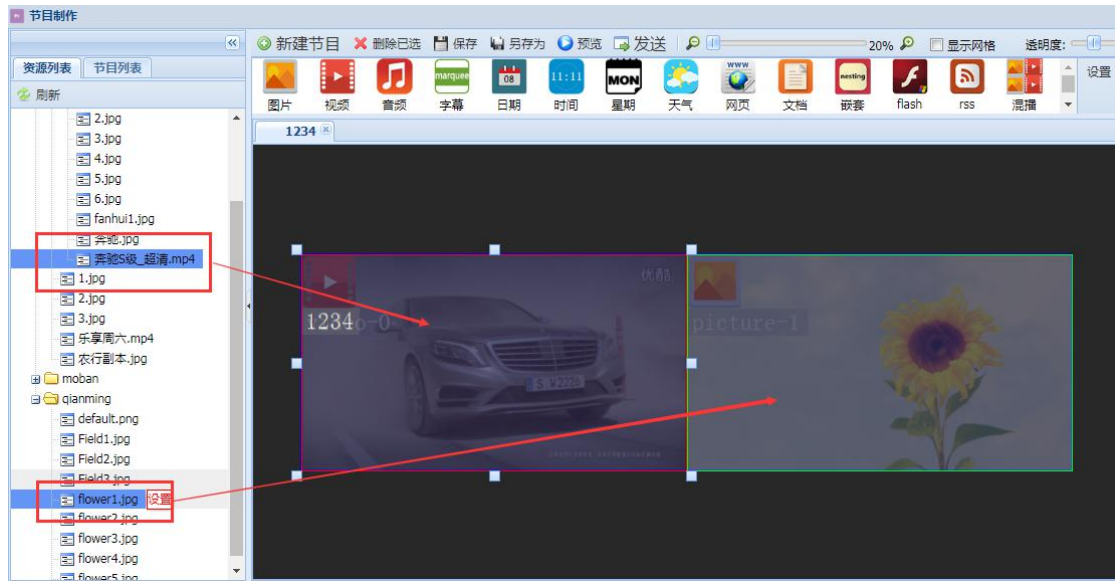 节目制作
新建节目 删除已选 保存 另存为 预览 发送 20% 显示网格 透明度:
资源列表 节目列表
刷新
marquee 08 11:11 MON WWW nesting
图片 视频 音频 字幕 日期 时间 星期 天气 网页 文档 嵌套 flash rss 混播 设置
1234
2.jpg
3.jpg
4.jpg
5.jpg
6.jpg
fanhui1.jpg
奔驰.jpg
奔驰S级_超清.mp4
1.jpg
2.jpg
3.jpg
乐享周六.mp4
农行副本.jpg
moban
qianming
default.png
Field1.jpg
Field2.jpg
Field3.jpg
flower1.jpg 设置
flower2.jpg
flower3.jpg
flower4.jpg
flower5.jpg
优酷
1234o-0
picture-1
S W2226